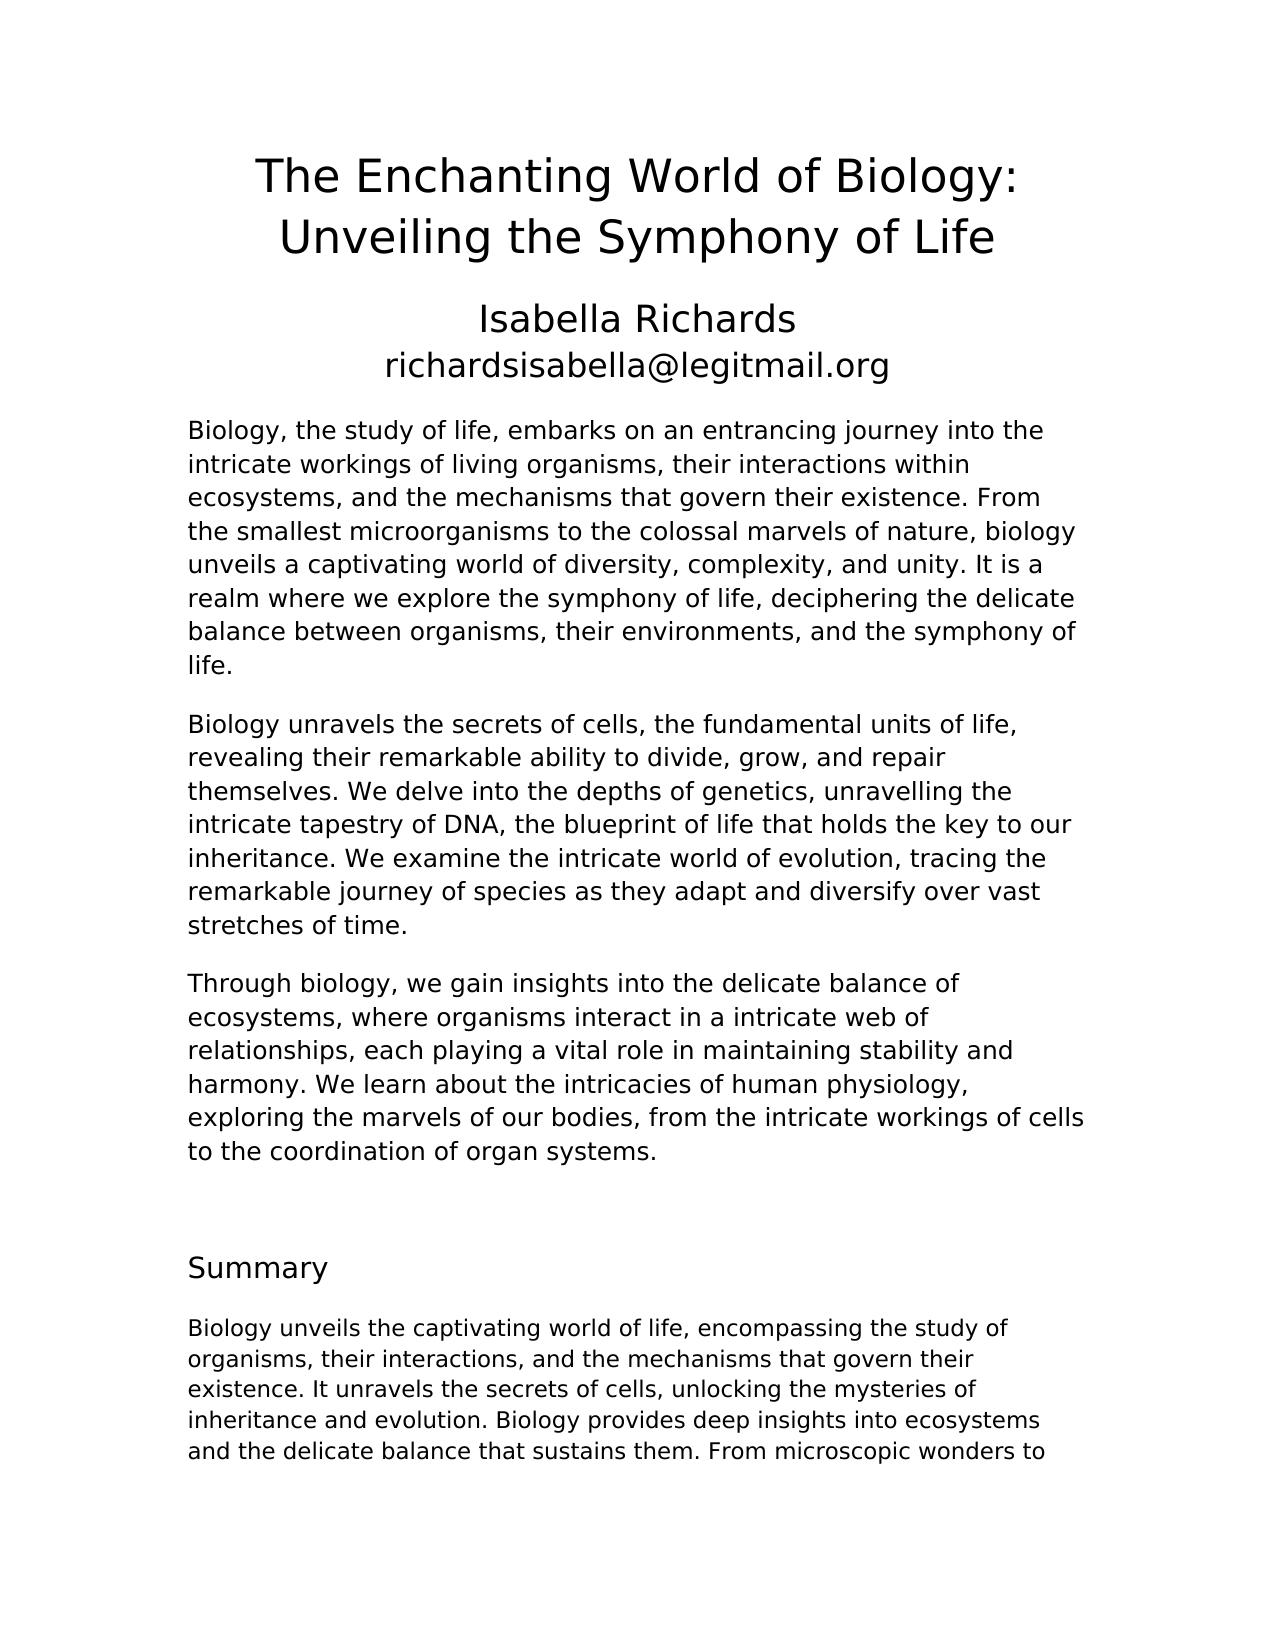 The Enchanting World of Biology:
Unveiling the Symphony of Life
Isabella Richards
richardsisabella@legitmail.org
Biology, the study of life, embarks on an entrancing journey into the
intricate workings of living organisms, their interactions within
ecosystems, and the mechanisms that govern their existence. From
the smallest microorganisms to the colossal marvels of nature, biology
unveils a captivating world of diversity, complexity, and unity. It is a
realm where we explore the symphony of life, deciphering the delicate
balance between organisms, their environments, and the symphony of
life.
Biology unravels the secrets of cells, the fundamental units of life,
revealing their remarkable ability to divide, grow, and repair
themselves. We delve into the depths of genetics, unravelling the
intricate tapestry of DNA, the blueprint of life that holds the key to our
inheritance. We examine the intricate world of evolution, tracing the
remarkable journey of species as they adapt and diversify over vast
stretches of time.
Through biology, we gain insights into the delicate balance of
ecosystems, where organisms interact in a intricate web of
relationships, each playing a vital role in maintaining stability and
harmony. We learn about the intricacies of human physiology,
exploring the marvels of our bodies, from the intricate workings of cells
to the coordination of organ systems.
Summary
Biology unveils the captivating world of life, encompassing the study of
organisms, their interactions, and the mechanisms that govern their
existence. It unravels the secrets of cells, unlocking the mysteries of
inheritance and evolution. Biology provides deep insights into ecosystems
and the delicate balance that sustains them. From microscopic wonders to